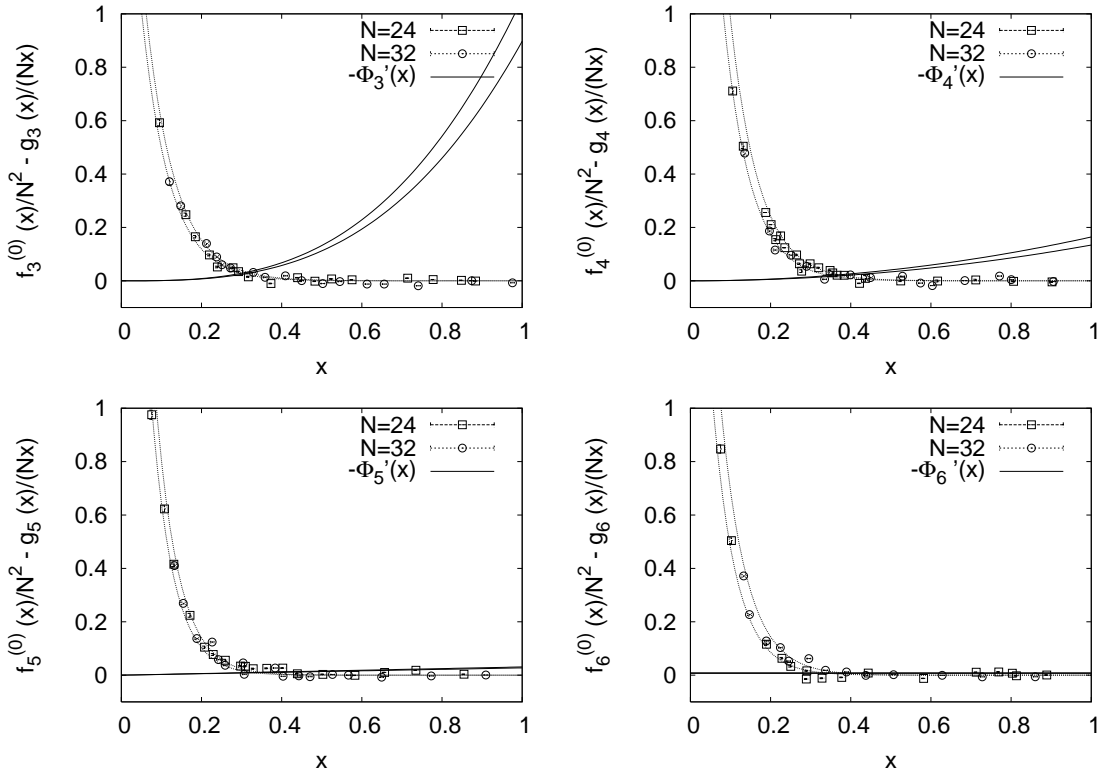 f₃⁽⁰⁾(x)/N² - g₃(x)/(Nx)
1
0.8
0.6
0.4
0.2
0
N=24
N=32
-Φ₃'(x)
0 0.2 0.4 0.6 0.8 1
x
f₄⁽⁰⁾(x)/N² - g₄(x)/(Nx)
1
0.8
0.6
0.4
0.2
0
N=24
N=32
-Φ₄'(x)
0 0.2 0.4 0.6 0.8 1
x
f₅⁽⁰⁾(x)/N² - g₅(x)/(Nx)
1
0.8
0.6
0.4
0.2
0
N=24
N=32
-Φ₅'(x)
0 0.2 0.4 0.6 0.8 1
x
f₆⁽⁰⁾(x)/N² - g₆(x)/(Nx)
1
0.8
0.6
0.4
0.2
0
N=24
N=32
-Φ₆'(x)
0 0.2 0.4 0.6 0.8 1
x